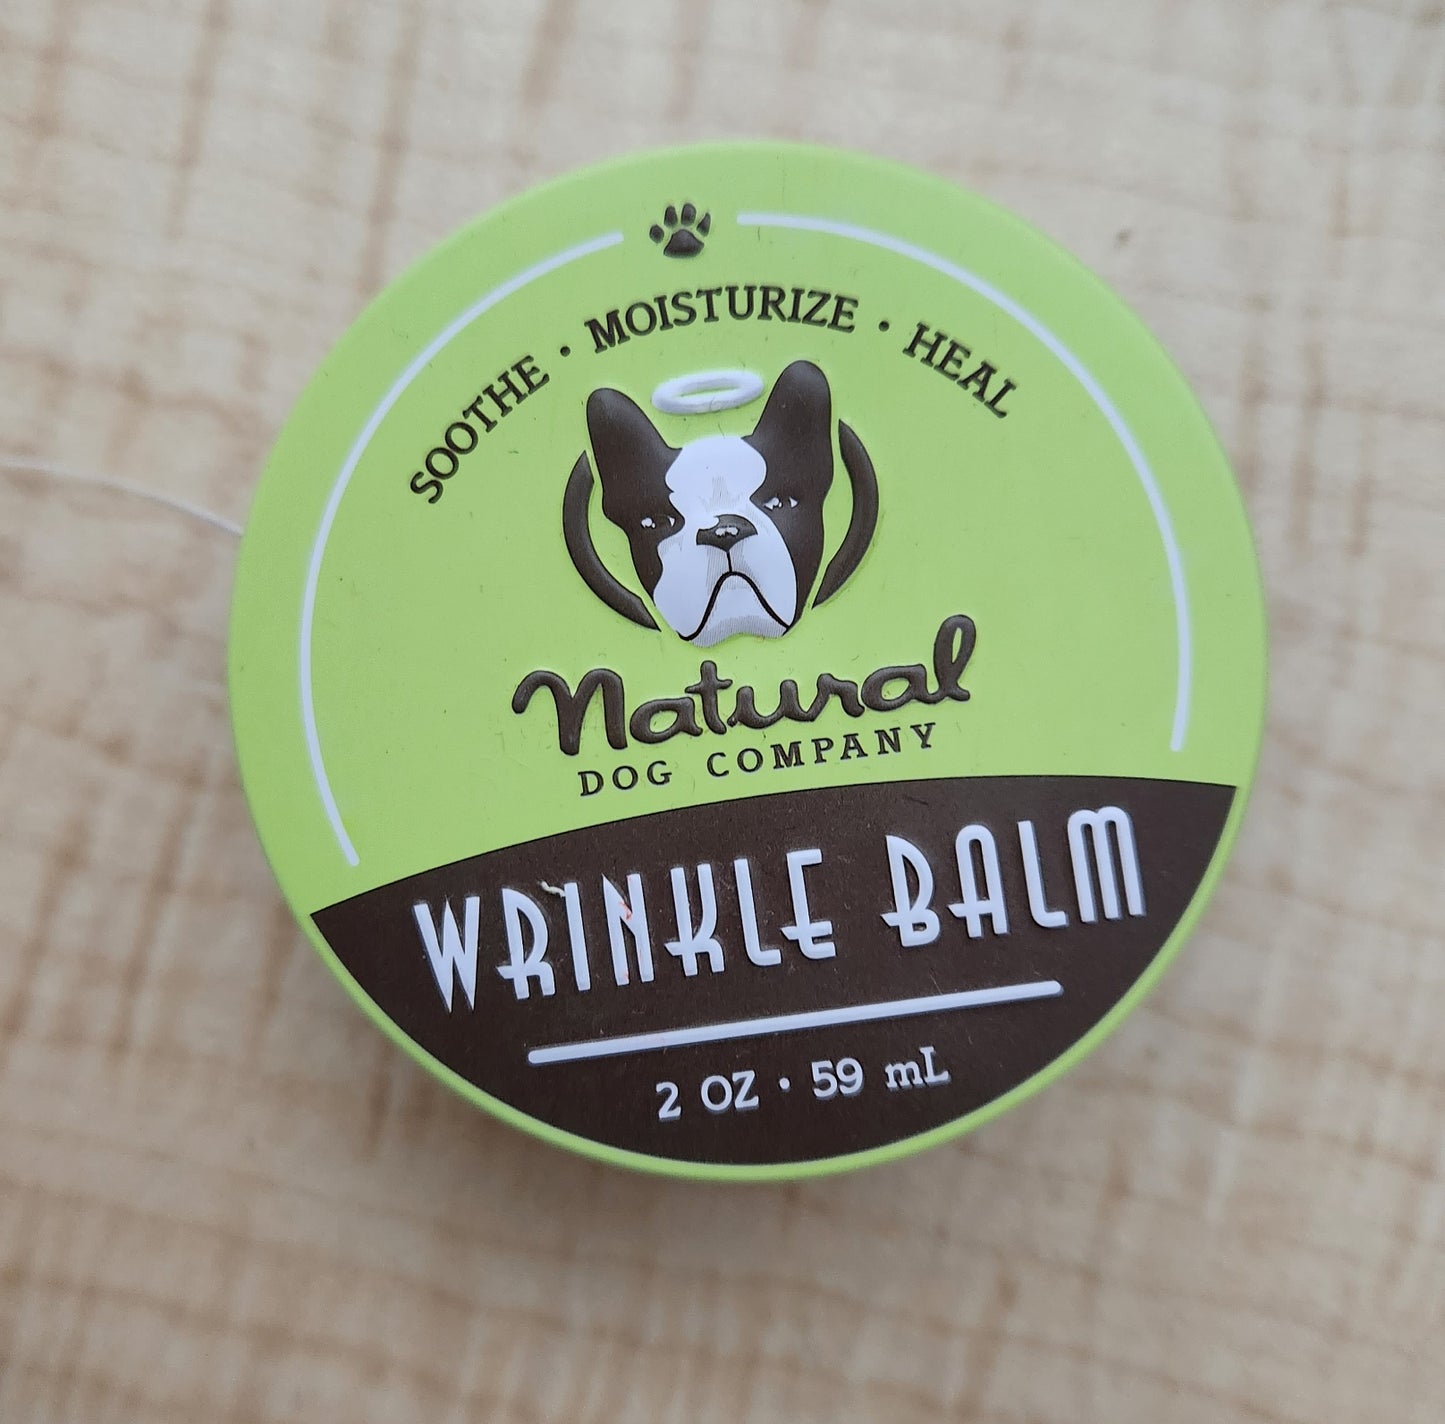 SOOTHE · MOISTURIZE · HEAL
Natural
DOG COMPANY
WRINKLE BALM
2 OZ · 59 mL